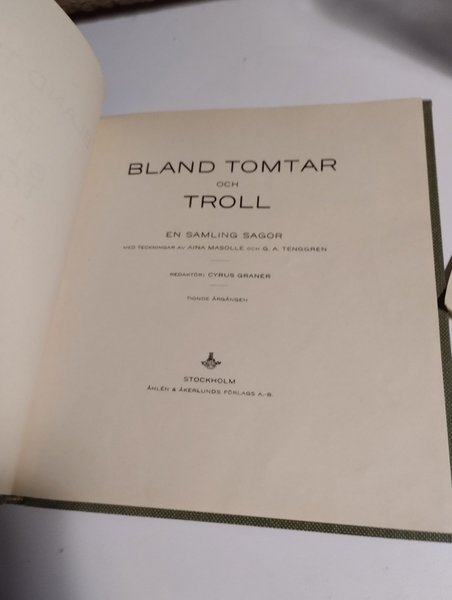 BLAND TOMTAR
OCH
TROLL
EN SAMLING SAGOR
MED TECKNINGAR AV AINA MASOLLE OCH G. A. TENGGREN
REDAKTÖR: CYRUS GRANÉR
TIONDE ÅRGÅNGEN
STOCKHOLM
ÅHLÉN & ÅKERLUNDS FÖRLAGS A.-B.